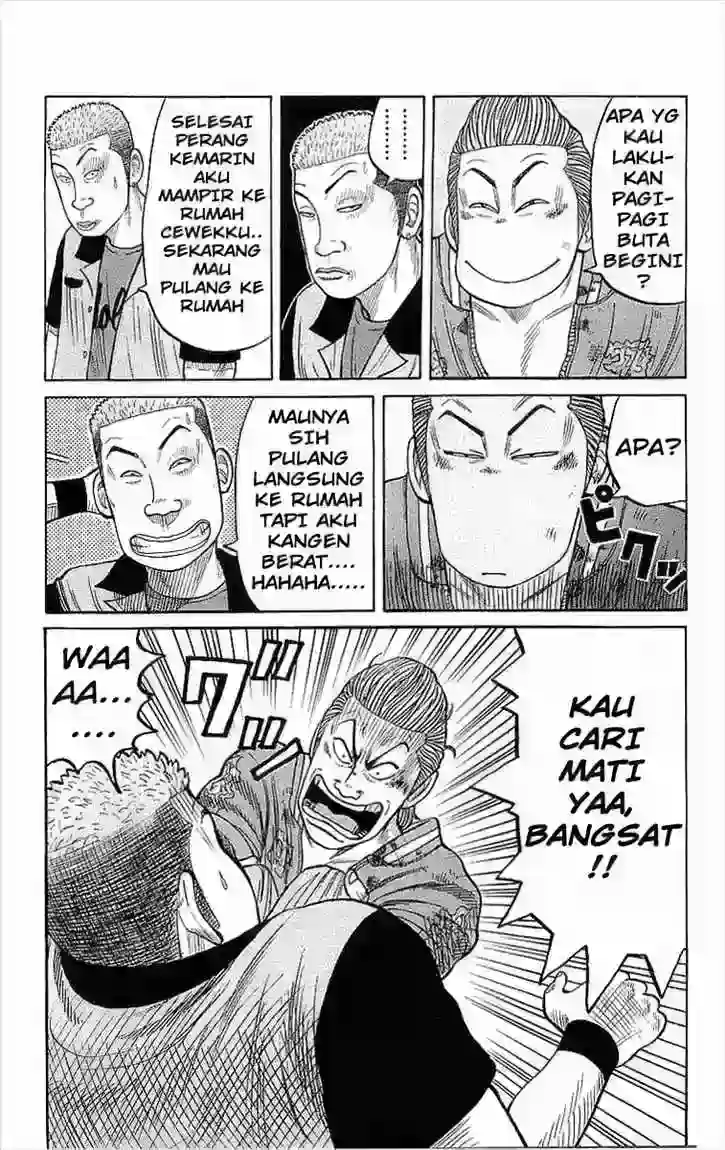 APA YG
KAU
LAKU-
KAN
PAGI-
PAGI
BUTA
BEGINI
?
.........
SELESAI
PERANG
KEMARIN
AKU
MAMPIR KE
RUMAH
CEWEKKU..
SEKARANG
MAU
PULANG KE
RUMAH
APA?
ピクッ
MAUNYA
SIH
PULANG
LANGSUNG
KE RUMAH
TAPI AKU
KANGEN
BERAT....
HAHAHA.....
KAU
CARI
MATI
YAA,
BANGSAT
!!
グッ
WAA
AA...
....